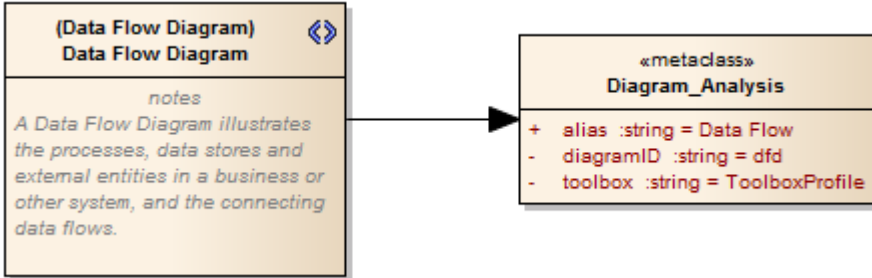 (Data Flow Diagram)
Data Flow Diagram
notes
A Data Flow Diagram illustrates
the processes, data stores and
external entities in a business or
other system, and the connecting
data flows.
«metaclass»
Diagram_Analysis
+ alias :string = Data Flow
- diagramID :string = dfd
- toolbox :string = ToolboxProfile